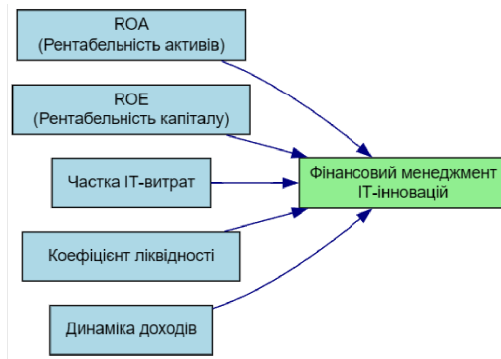 ROA
(Рентабельність активів)
ROE
(Рентабельність капіталу)
Частка ІТ-витрат
Коефіцієнт ліквідності
Динаміка доходів
Фінансовий менеджмент
ІТ-інновацій